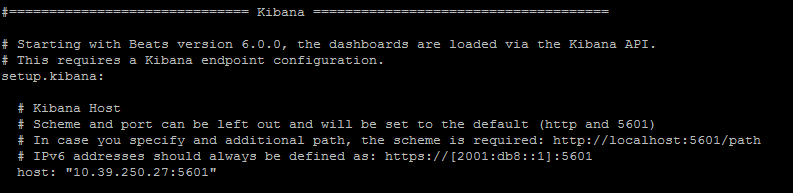 #============================== Kibana =====================================
# Starting with Beats version 6.0.0, the dashboards are loaded via the Kibana API.
# This requires a Kibana endpoint configuration.
setup.kibana:
# Kibana Host
# Scheme and port can be left out and will be set to the default (http and 5601)
# In case you specify and additional path, the scheme is required: http://localhost:5601/path
# IPv6 addresses should always be defined as: https://[2001:db8::1]:5601
host: "10.39.250.27:5601"